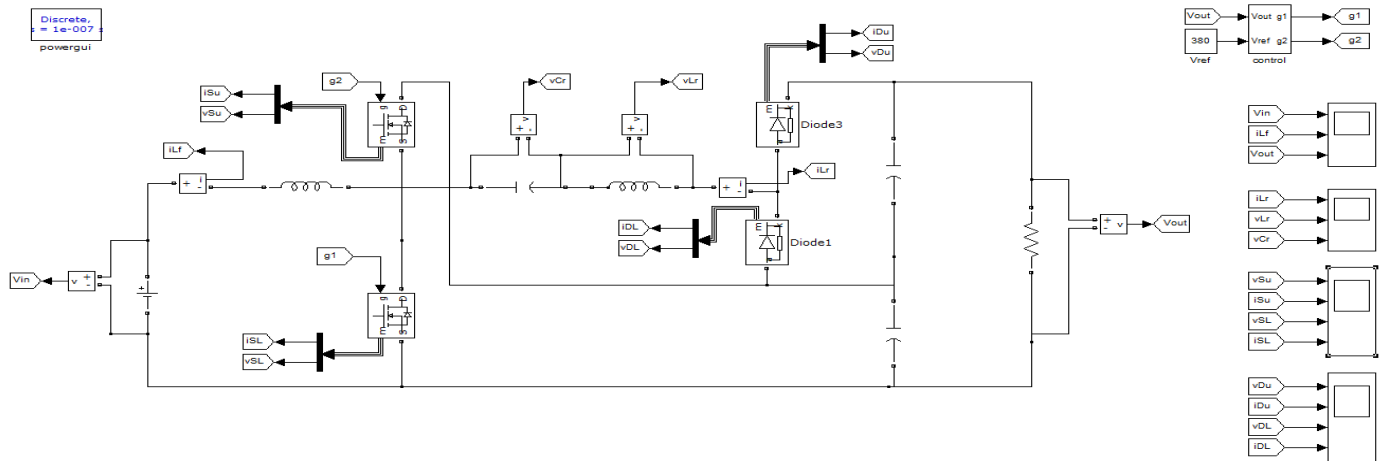 Discrete,
s = 1e-007
powergui
Vout
Vout g1
g1
380
Vref g2
g2
Vref
control
iDu
vDu
g2
vCr
vLr
iSu
vSu
g D
m S
v
+ -
v
+ -
m k
a
Diode3
iLf
+ i
-
+ i
-
iLr
iDL
vDL
m k
a
Diode1
+
- v
Vout
g1
Vin
v +
-
+
g D
m S
iSL
vSL
Vin
iLf
Vout
iLr
vLr
vCr
vSu
iSu
vSL
iSL
vDu
iDu
vDL
iDL